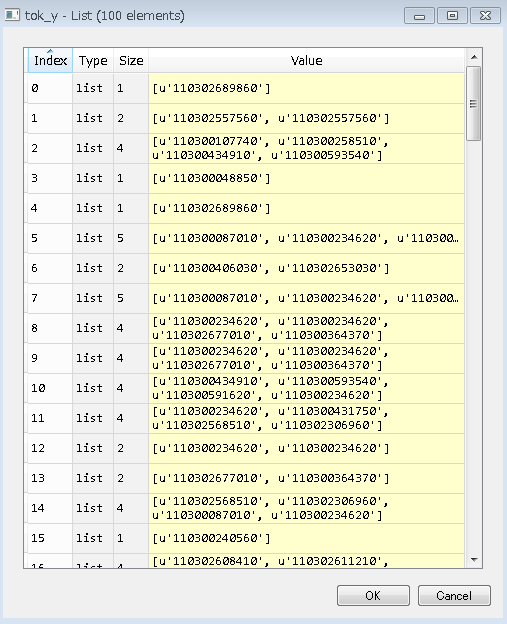 tok_y - List (100 elements)
Index Type Size Value
0 list 1 [u'110302689860']
1 list 2 [u'110302557560', u'110302557560']
2 list 4 [u'110300107740', u'110300258510',
u'110300434910', u'110300593540']
3 list 1 [u'110300048850']
4 list 1 [u'110302689860']
5 list 5 [u'110300087010', u'110300234620', u'110300…
6 list 2 [u'110300406030', u'110302653030']
7 list 5 [u'110300087010', u'110300234620', u'110300…
8 list 4 [u'110300234620', u'110300234620',
u'110302677010', u'110300364370']
9 list 4 [u'110300234620', u'110300234620',
u'110302677010', u'110300364370']
10 list 4 [u'110300434910', u'110300593540',
u'110300591620', u'110300234620']
11 list 4 [u'110300234620', u'110300431750',
u'110302568510', u'110302306960']
12 list 2 [u'110300234620', u'110300234620']
13 list 2 [u'110302677010', u'110300364370']
14 list 4 [u'110302568510', u'110302306960',
u'110300087010', u'110300234620']
15 list 1 [u'110300240560']
16 list 4 [u'110302608410', u'110302611210',
OK Cancel